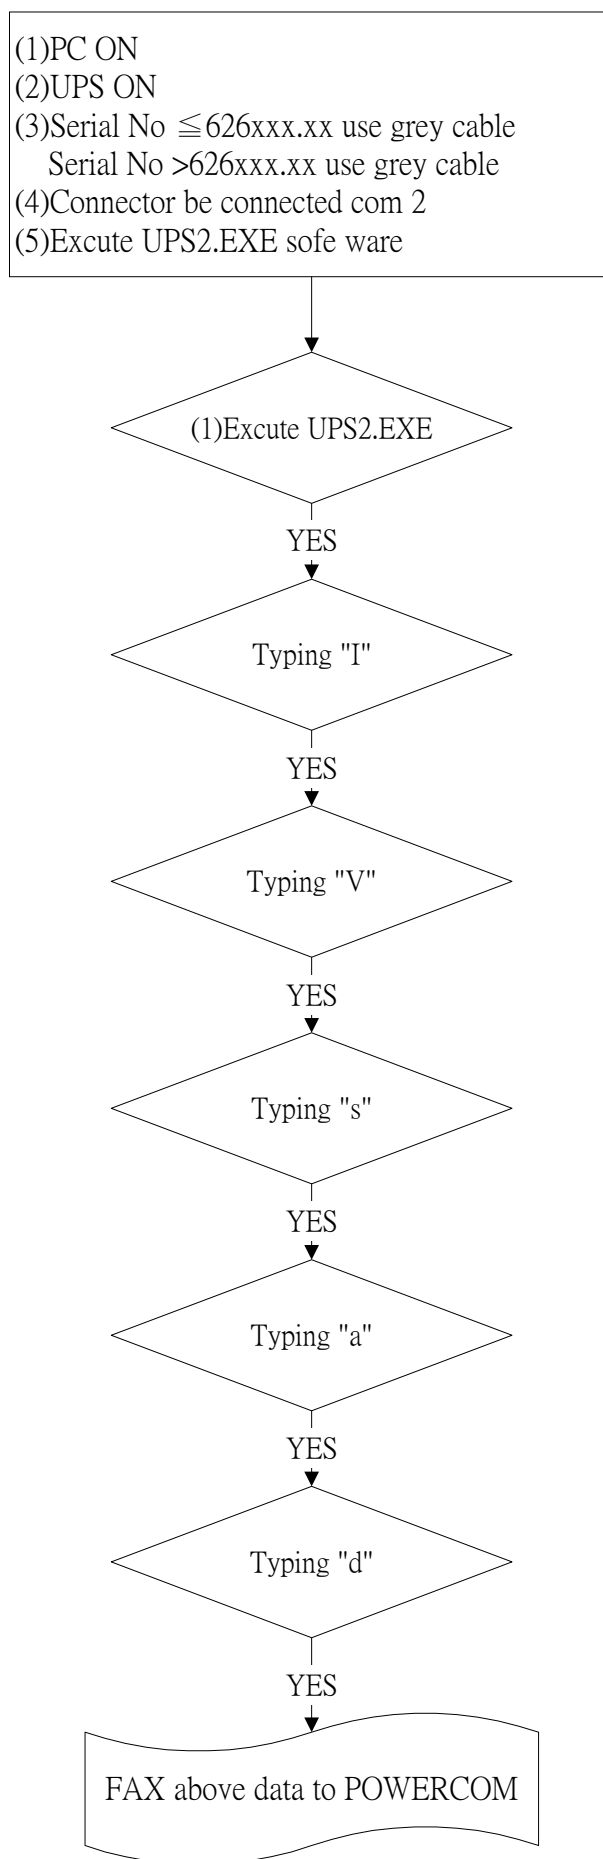 (1)PC ON
(2)UPS ON
(3)Serial No ≦626xxx.xx use grey cable
Serial No >626xxx.xx use grey cable
(4)Connector be connected com 2
(5)Excute UPS2.EXE sofe ware
(1)Excute UPS2.EXE
YES
Typing "I"
YES
Typing "V"
YES
Typing "s"
YES
Typing "a"
YES
Typing "d"
YES
FAX above data to POWERCOM